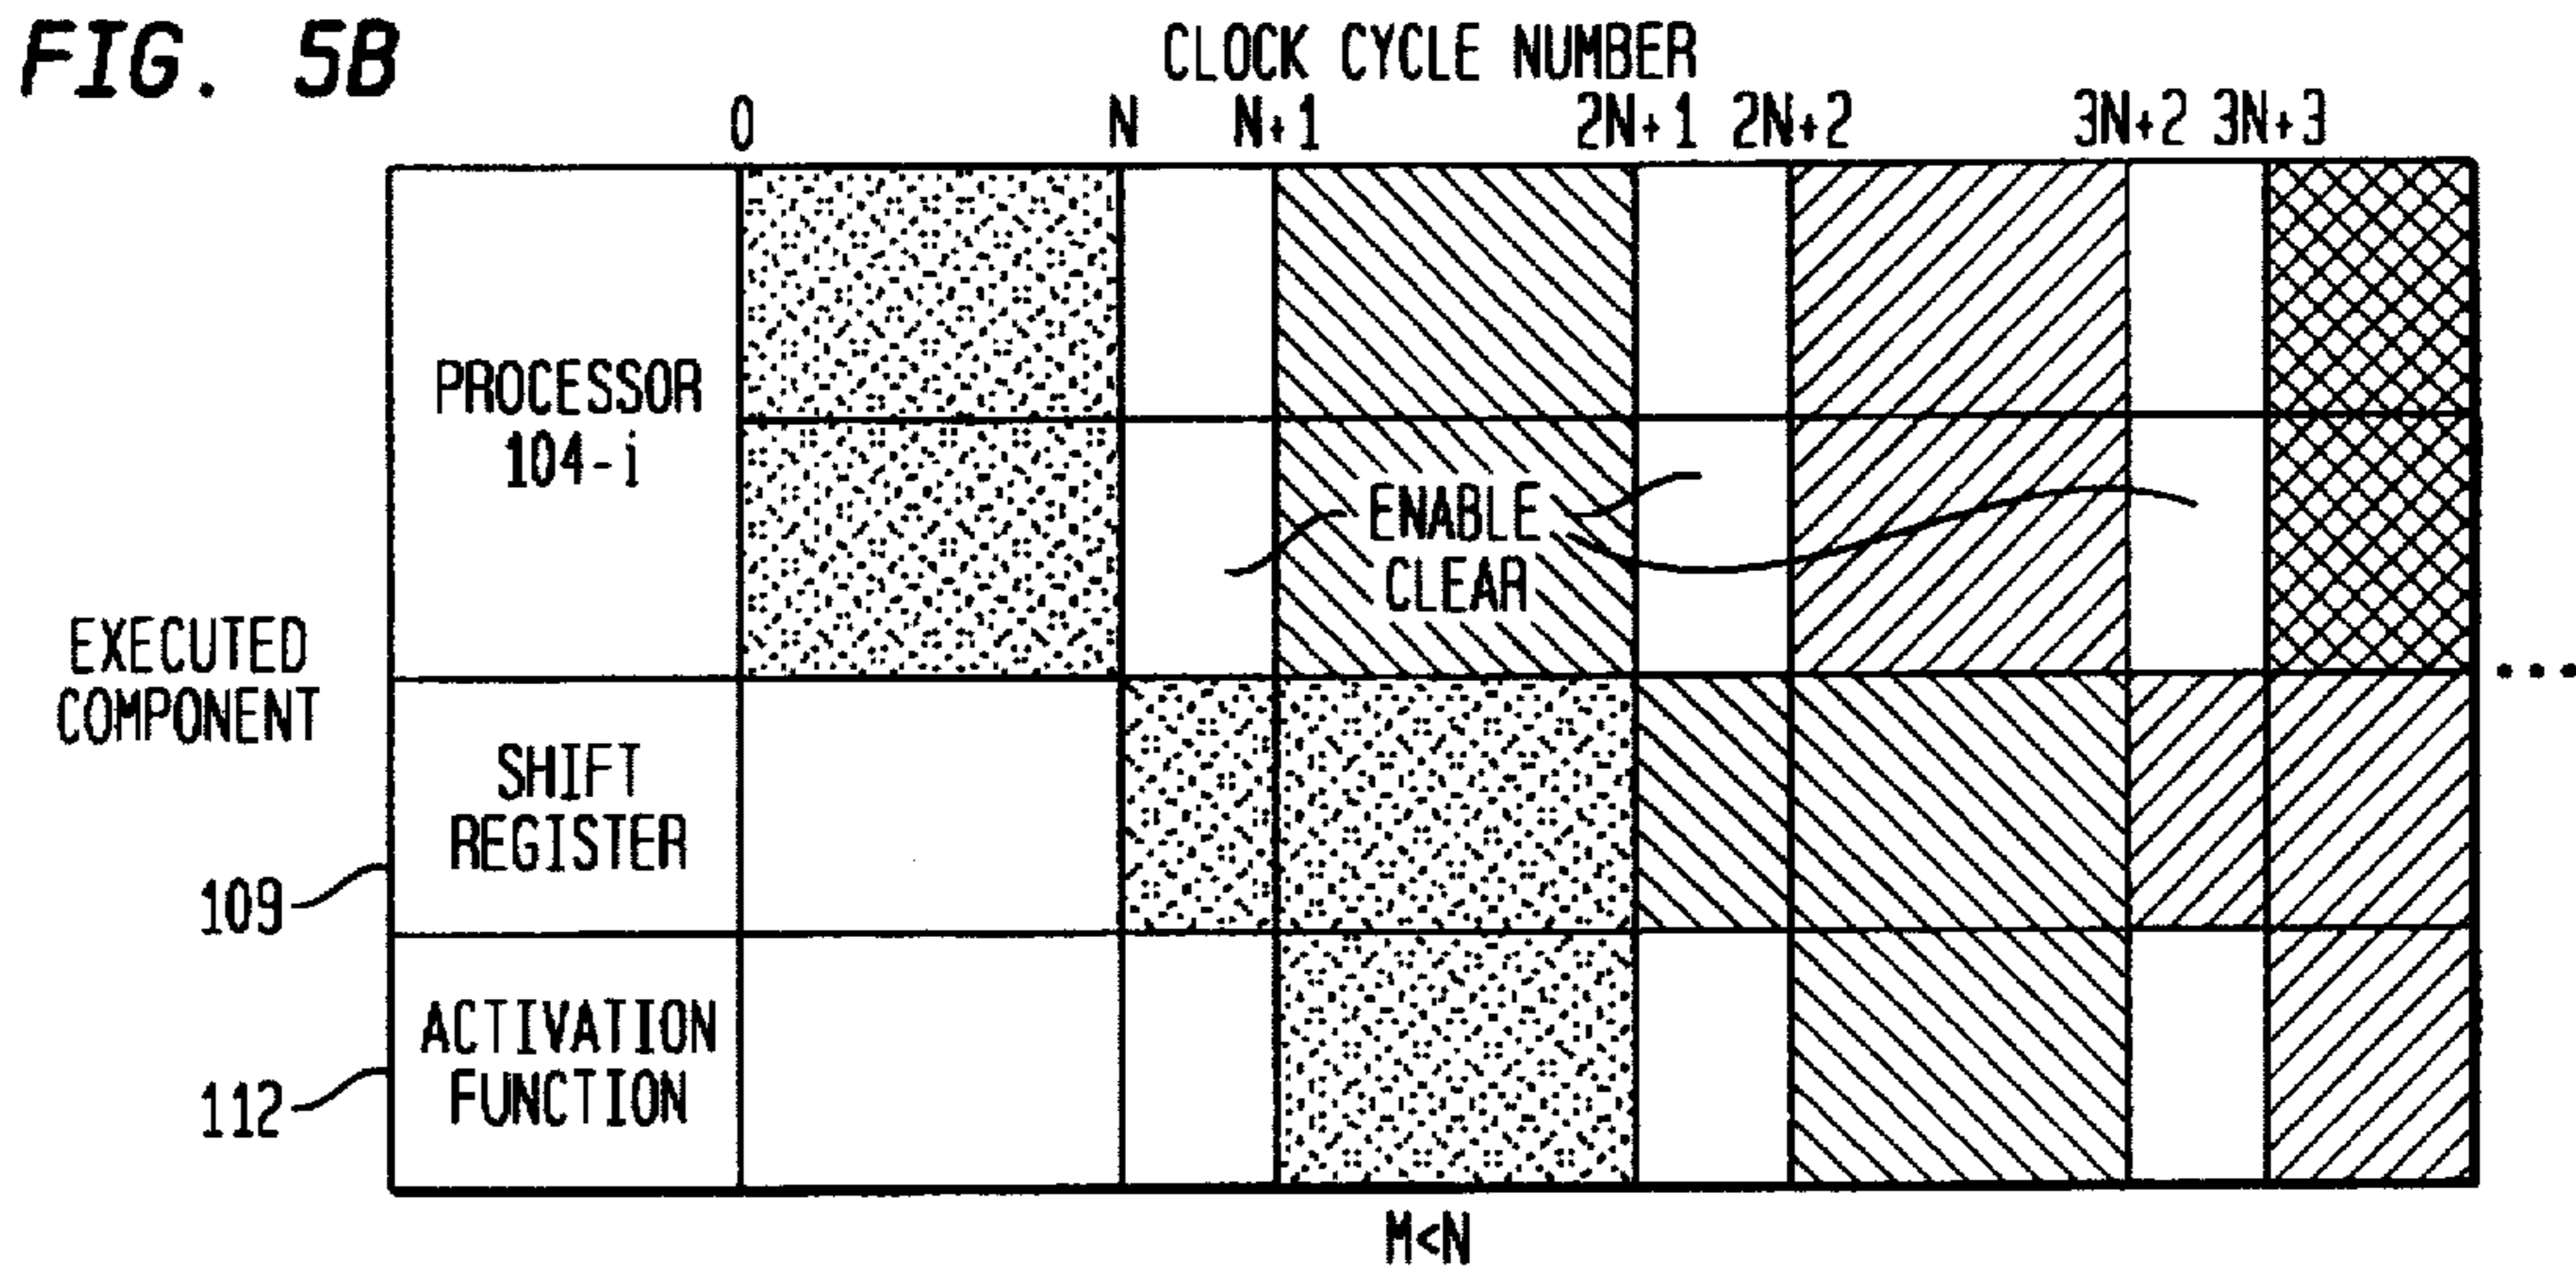 FIG. 5B
CLOCK CYCLE NUMBER
0 N N+1 2N+1 2N+2 3N+2 3N+3
PROCESSOR
104-i
ENABLE
CLEAR
EXECUTED
COMPONENT
SHIFT
REGISTER
109
ACTIVATION
FUNCTION
112
...
M<N